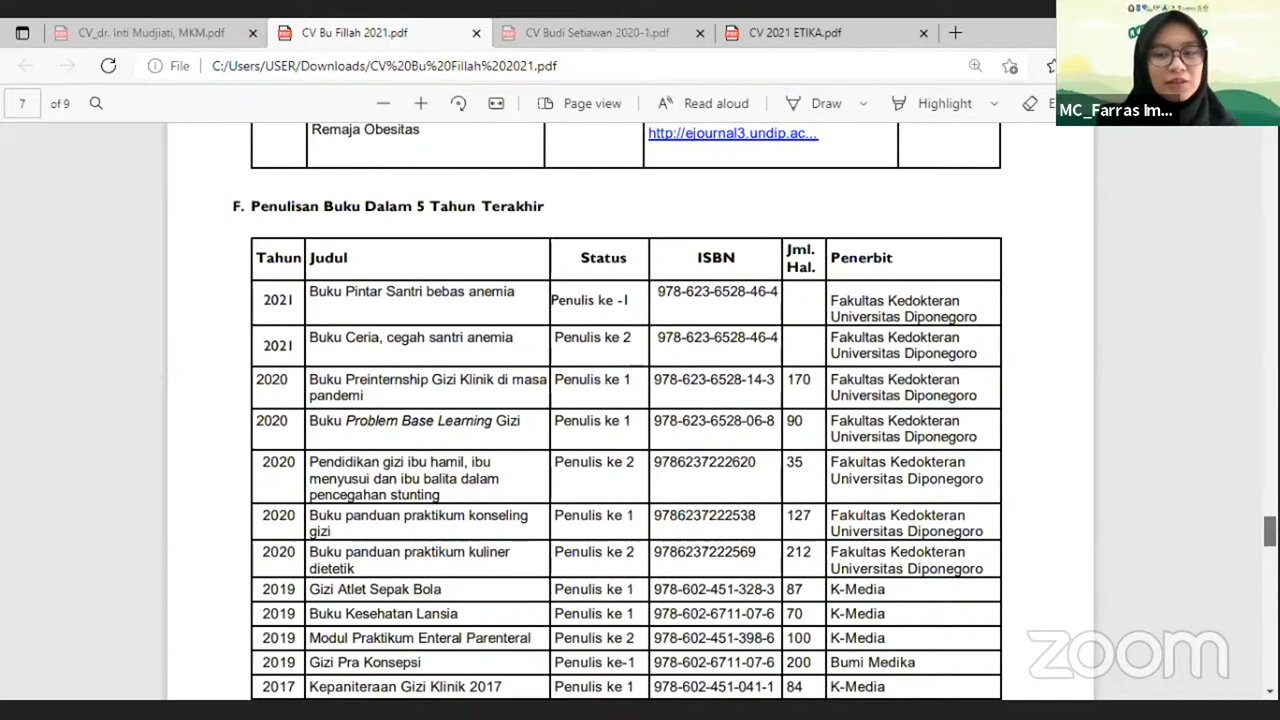 CV_dr. Inti Mudjiati, MKM.pdf
CV Bu Fillah 2021.pdf
CV Budi Setiawan 2020-1.pdf
CV 2021 ETIKA.pdf
File
C:/Users/USER/Downloads/CV%20Bu%20Fillah%202021.pdf
7 of 9
Page view
Read aloud
Draw
Highlight
MC_Farras Im...
Remaja Obesitas
http://ejournal3.undip.ac...
F. Penulisan Buku Dalam 5 Tahun Terakhir
Tahun Judul Status ISBN Jml. Hal. Penerbit
2021 Buku Pintar Santri bebas anemia Penulis ke -1 978-623-6528-46-4 Fakultas Kedokteran
Universitas Diponegoro
2021 Buku Ceria, cegah santri anemia Penulis ke 2 978-623-6528-46-4 Fakultas Kedokteran
Universitas Diponegoro
2020 Buku Preinternship Gizi Klinik di masa Penulis ke 1 978-623-6528-14-3 170 Fakultas Kedokteran
pandemi Universitas Diponegoro
2020 Buku Problem Base Learning Gizi Penulis ke 1 978-623-6528-06-8 90 Fakultas Kedokteran
Universitas Diponegoro
2020 Pendidikan gizi ibu hamil, ibu Penulis ke 2 9786237222620 35 Fakultas Kedokteran
menyusui dan ibu balita dalam Universitas Diponegoro
pencegahan stunting
2020 Buku panduan praktikum konseling Penulis ke 1 9786237222538 127 Fakultas Kedokteran
gizi Universitas Diponegoro
2020 Buku panduan praktikum kuliner Penulis ke 2 9786237222569 212 Fakultas Kedokteran
dietetik Universitas Diponegoro
2019 Gizi Atlet Sepak Bola Penulis ke 1 978-602-451-328-3 87 K-Media
2019 Buku Kesehatan Lansia Penulis ke 1 978-602-6711-07-6 70 K-Media
2019 Modul Praktikum Enteral Parenteral Penulis ke 2 978-602-451-398-6 100 K-Media
2019 Gizi Pra Konsepsi Penulis ke-1 978-602-6711-07-6 200 Bumi Medika
2017 Kepaniteraan Gizi Klinik 2017 Penulis ke 1 978-602-451-041-1 84 K-Media
zoom